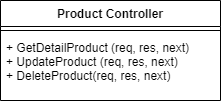 Product Controller
+ GetDetailProduct (req, res, next)
+ UpdateProduct (req, res, next)
+ DeleteProduct(req, res, next)